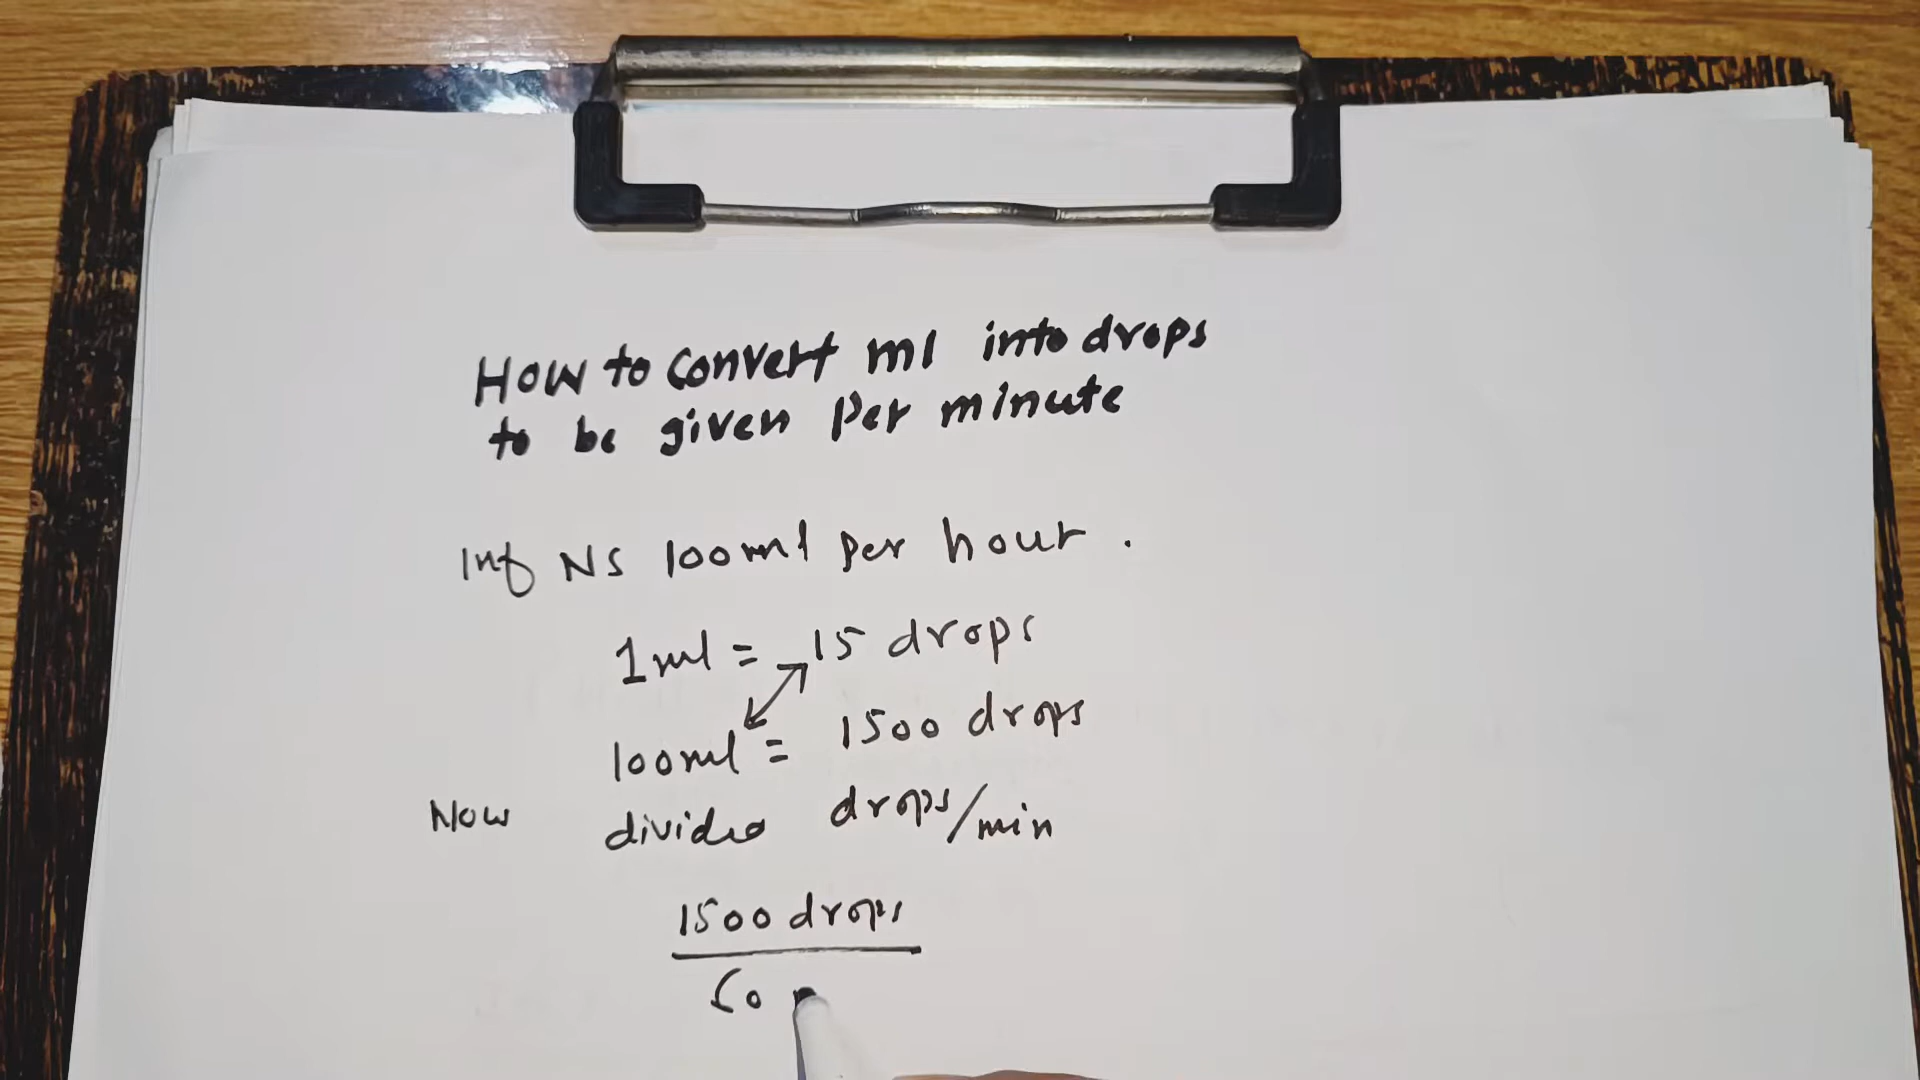 How to convert ml into drops
to be given Per minute
Inf NS 100ml per hour .
1ml = 15 drops
100ml = 1500 drops
Now divide drops/min
1500 drops
60